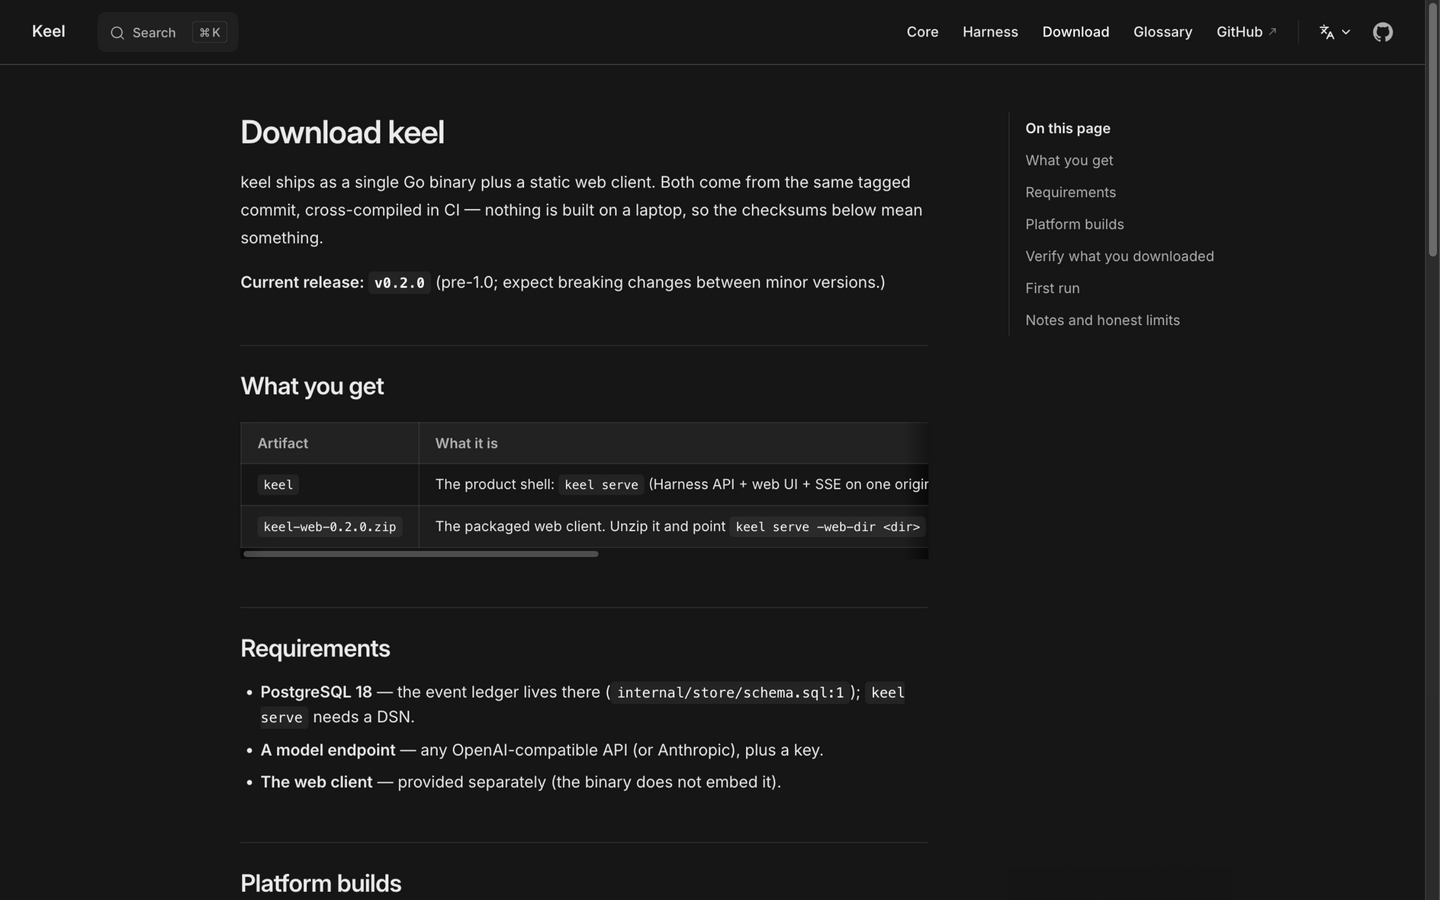 Keel
Search
⌘ K
Core
Harness
Download
Glossary
GitHub ↗
Download keel
keel ships as a single Go binary plus a static web client. Both come from the same tagged
commit, cross-compiled in CI — nothing is built on a laptop, so the checksums below mean
something.
Current release: v0.2.0 (pre-1.0; expect breaking changes between minor versions.)
On this page
What you get
Requirements
Platform builds
Verify what you downloaded
First run
Notes and honest limits
What you get
Artifact
What it is
keel
The product shell: keel serve (Harness API + web UI + SSE on one origin
keel-web-0.2.0.zip
The packaged web client. Unzip it and point keel serve -web-dir <dir>
Requirements
• PostgreSQL 18 — the event ledger lives there ( internal/store/schema.sql:1 ); keel
serve needs a DSN.
• A model endpoint — any OpenAI-compatible API (or Anthropic), plus a key.
• The web client — provided separately (the binary does not embed it).
Platform builds